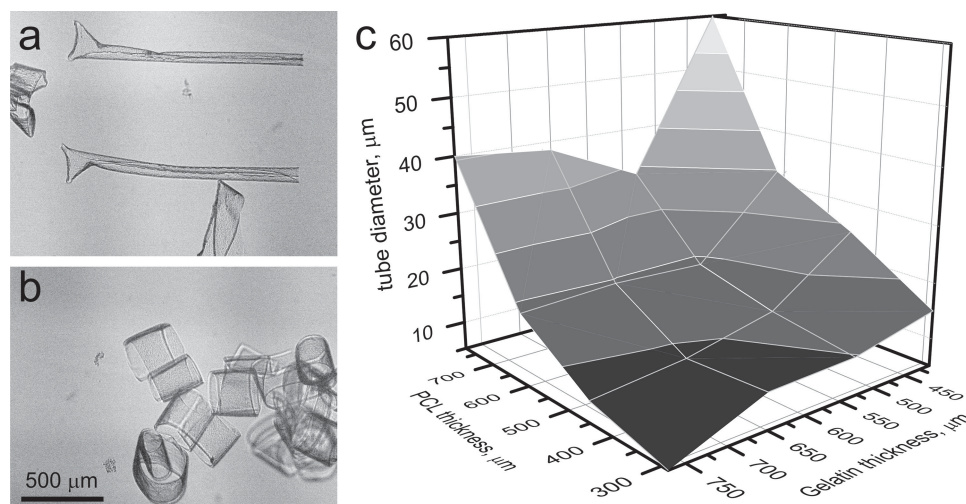 a
b
500 μm
c
60
50
40
30
20
10
tube diameter, μm
700
600
500
400
300
PCL thickness, μm
750
700
650
600
550
500
450
Gelatin thickness, μm